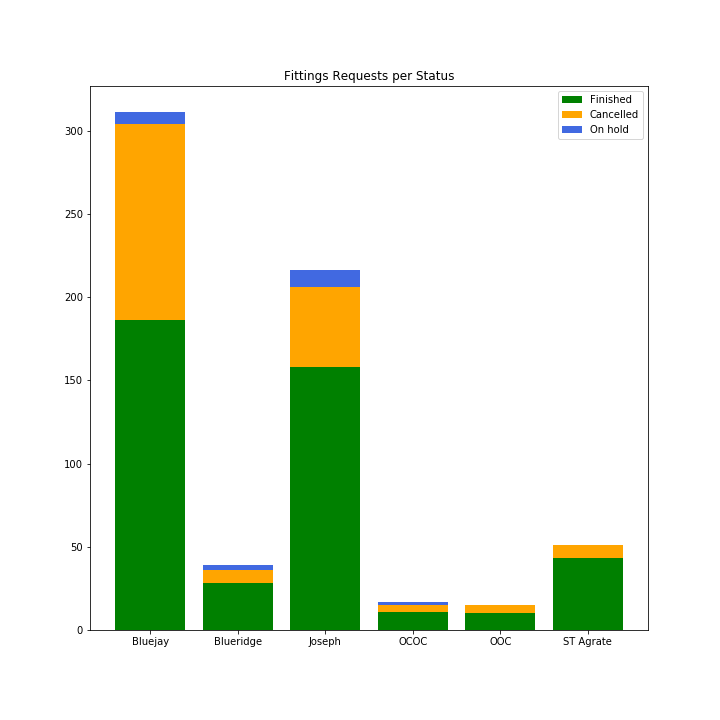 Fittings Requests per Status
Finished
Cancelled
On hold
300
250
200
150
100
50
0
Bluejay Blueridge Joseph OCOC OOC ST Agrate